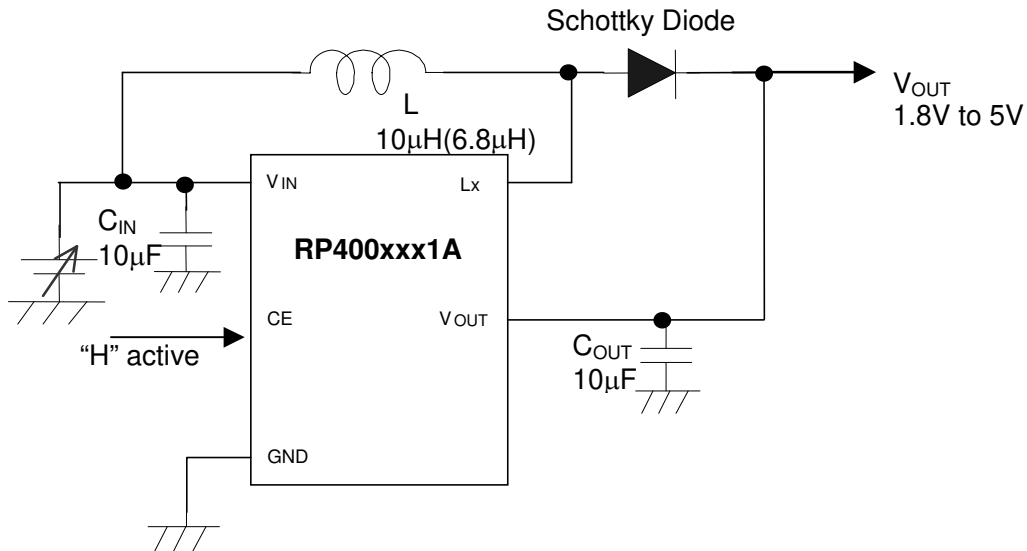 Schottky Diode
L
10μH(6.8μH)
VOUT
1.8V to 5V
VIN
Lx
CIN
10μF
RP400xxx1A
CE
VOUT
“H” active
COUT
10μF
GND